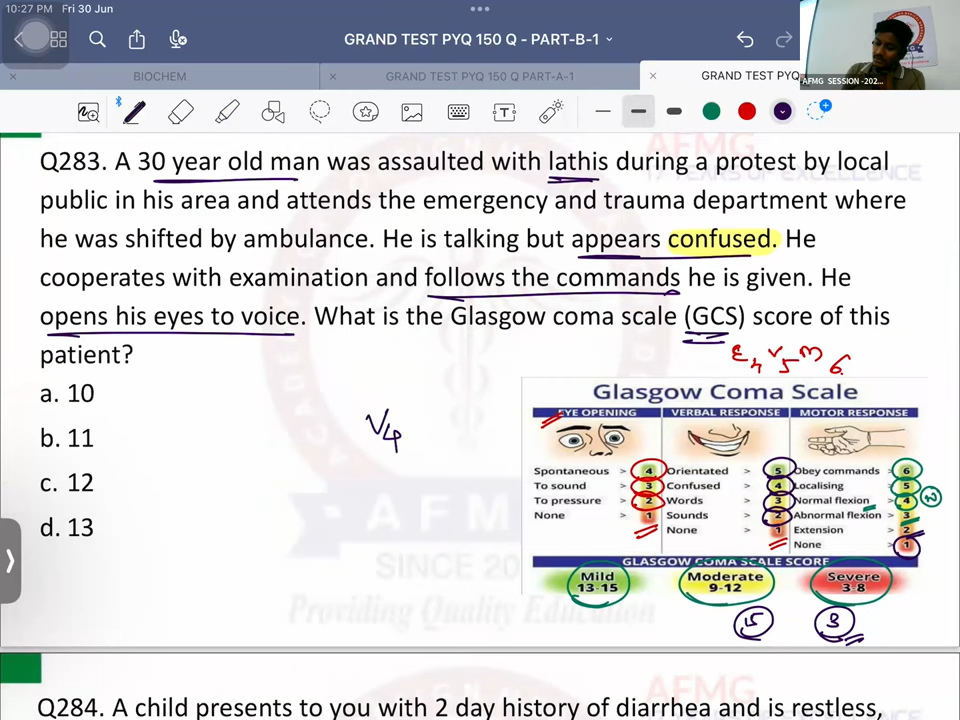 10:27 PM Fri 30 Jun
GRAND TEST PYQ 150 Q - PART-B-1
AFMG SESSION -202...
BIOCHEM
GRAND TEST PYQ 150 Q PART-A-1
GRAND TEST PYQ
Q283. A 30 year old man was assaulted with lathis during a protest by local
public in his area and attends the emergency and trauma department where
he was shifted by ambulance. He is talking but appears confused. He
cooperates with examination and follows the commands he is given. He
opens his eyes to voice. What is the Glasgow coma scale (GCS) score of this
patient?
E4 V5 M6
a. 10
b. 11
c. 12
d. 13
V4
Glasgow Coma Scale
EYE OPENING VERBAL RESPONSE MOTOR RESPONSE
Spontaneous > 4 Orientated > 5 Obey commands > 6
To sound > 3 Confused > 4 Localising > 5
To pressure > 2 Words > 3 Normal flexion > 4 2
None > 1 Sounds > 2 Abnormal flexion > 3
None > 1 Extension > 2
None > 1
GLASGOW COMA SCALE SCORE
Mild Moderate Severe
13-15 9-12 3-8
15 3
AFMG
17 YEARS OF EXCELLENCE
AFMG
SINCE 20
Providing Quality Education
Q284. A child presents to you with 2 day history of diarrhea and is restless,